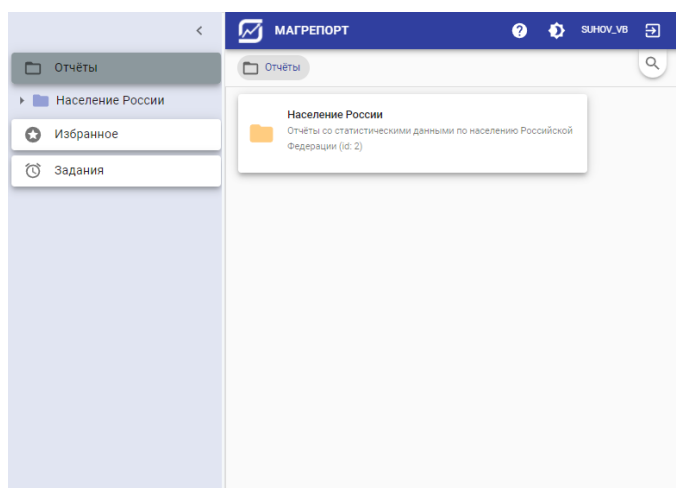 МАГРЕПОРТ
SUHOV_VB
Отчёты
Население России
Избранное
Задания
Отчёты
Население России
Отчёты со статистическими данными по населению Российской
Федерации (id: 2)